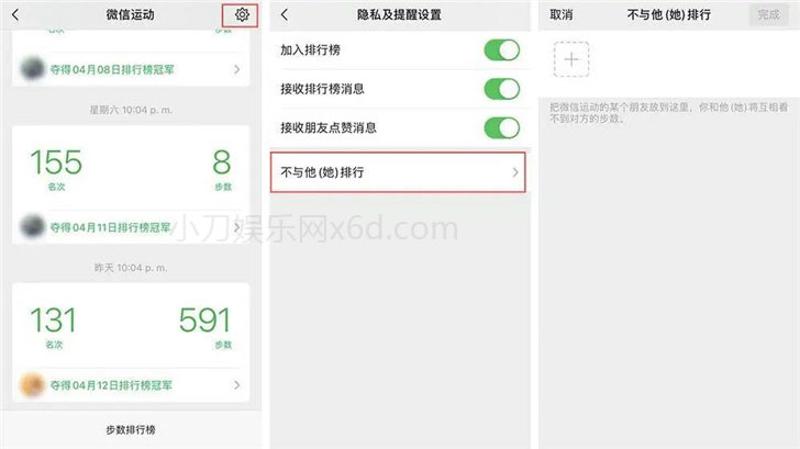 微信运动
夺得04月08日排行榜冠军
星期六 10:04 p. m.
155
8
名次
步数
夺得04月11日排行榜冠军
昨天 10:04 p. m.
131
591
名次
步数
夺得04月12日排行榜冠军
步数排行榜
隐私及提醒设置
加入排行榜
接收排行榜消息
接收朋友点赞消息
不与他(她)排行
取消
不与他(她)排行
完成
把微信运动的某个朋友放到这里，你和他(她)将互相看
不到对方的步数。
小刀娱乐网x6d.com